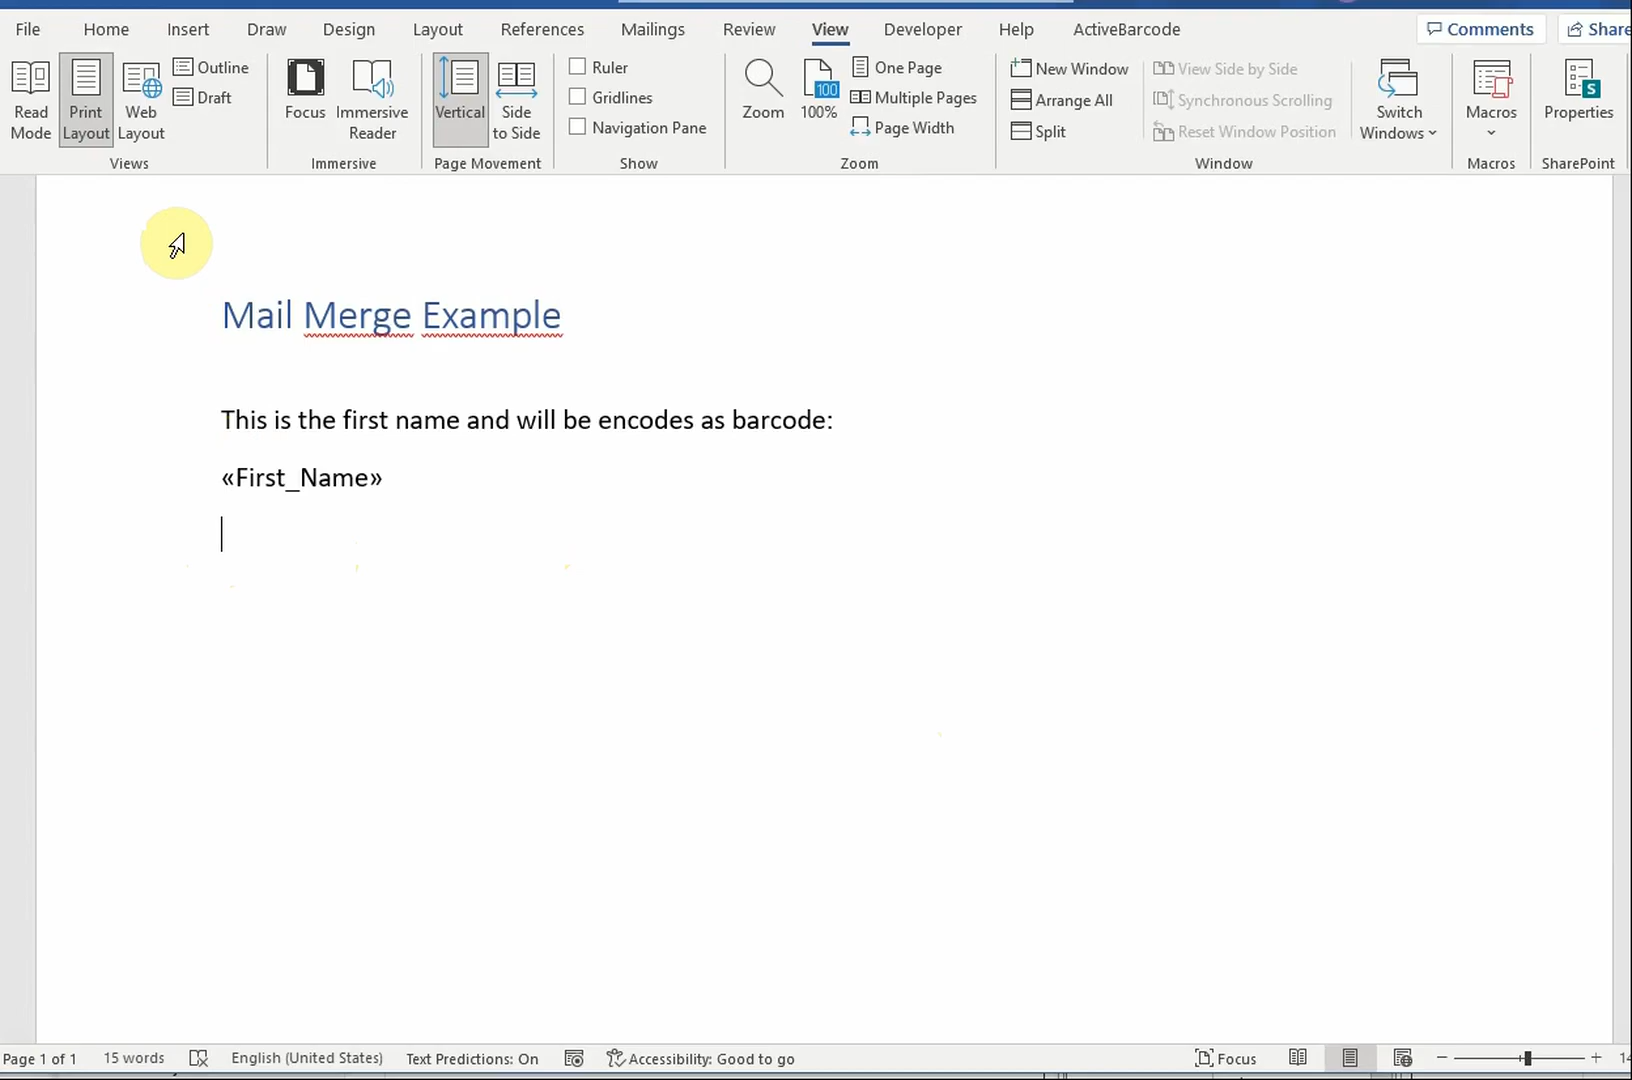 File Home Insert Draw Design Layout References Mailings Review View Developer Help ActiveBarcode Comments Share
Read Mode
Print Layout
Web Layout
Outline
Draft
Views
Focus
Immersive Reader
Immersive
Vertical
Side to Side
Page Movement
Ruler
Gridlines
Navigation Pane
Show
Zoom
100
100%
One Page
Multiple Pages
Page Width
Zoom
New Window
Arrange All
Split
View Side by Side
Synchronous Scrolling
Reset Window Position
Window
Switch Windows
Macros
Macros
S
Properties
SharePoint
Mail Merge Example
This is the first name and will be encodes as barcode:
«First_Name»
Page 1 of 1 15 words English (United States) Text Predictions: On Accessibility: Good to go Focus